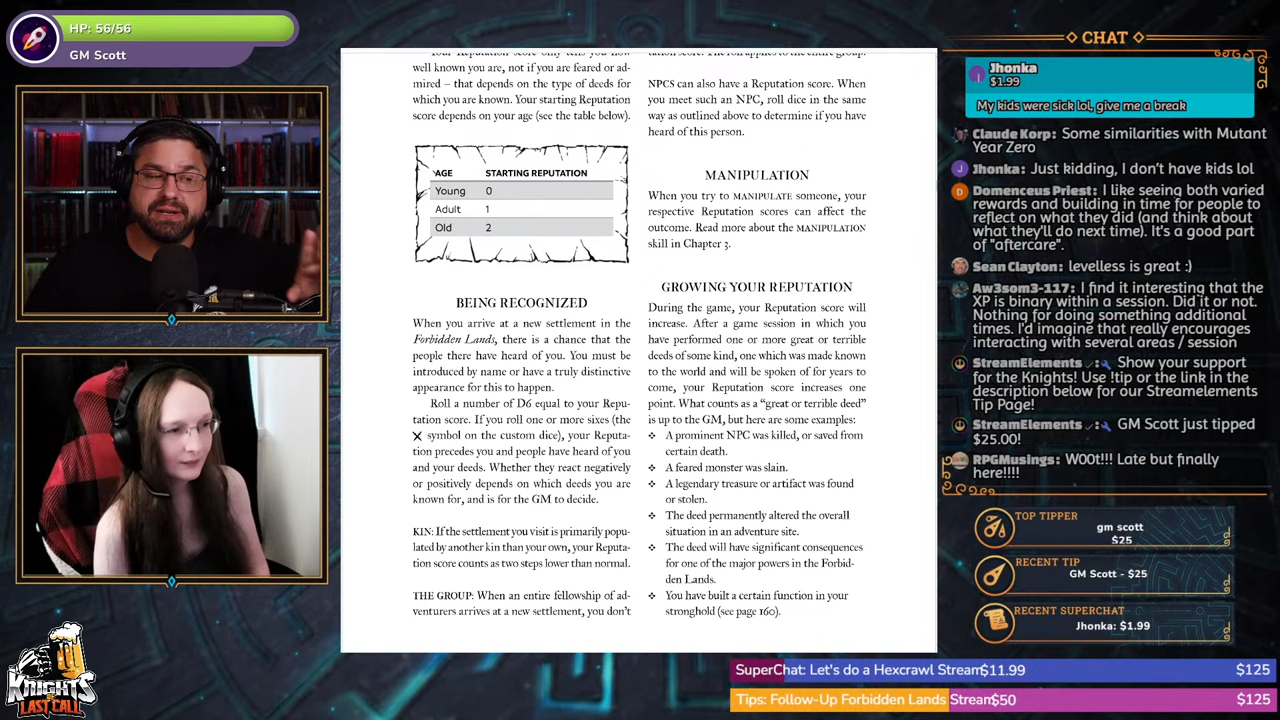 HP: 56/56
GM Scott
Your Reputation score only tells you how
well known you are, not if you are feared or ad-
mired – that depends on the type of deeds for
which you are known. Your starting Reputation
score depends on your age (see the table below).
AGE STARTING REPUTATION
Young 0
Adult 1
Old 2
BEING RECOGNIZED
When you arrive at a new settlement in the
Forbidden Lands, there is a chance that the
people there have heard of you. You must be
introduced by name or have a truly distinctive
appearance for this to happen.
Roll a number of D6 equal to your Repu-
tation score. If you roll one or more sixes (the
symbol on the custom dice), your Reputa-
tion precedes you and people have heard of you
and your deeds. Whether they react negatively
or positively depends on which deeds you are
known for, and is for the GM to decide.
KIN: If the settlement you visit is primarily popu-
lated by another kin than your own, your Reputa-
tion score counts as two steps lower than normal.
THE GROUP: When an entire fellowship of ad-
venturers arrives at a new settlement, you don't
tation score. The roll applies to the entire group.
NPCS can also have a Reputation score. When
you meet such an NPC, roll dice in the same
way as outlined above to determine if you have
heard of this person.
MANIPULATION
When you try to MANIPULATE someone, your
respective Reputation scores can affect the
outcome. Read more about the MANIPULATION
skill in Chapter 3.
GROWING YOUR REPUTATION
During the game, your Reputation score will
increase. After a game session in which you
have performed one or more great or terrible
deeds of some kind, one which was made known
to the world and will be spoken of for years to
come, your Reputation score increases one
point. What counts as a "great or terrible deed"
is up to the GM, but here are some examples:
❖ A prominent NPC was killed, or saved from
certain death.
❖ A feared monster was slain.
❖ A legendary treasure or artifact was found
or stolen.
❖ The deed permanently altered the overall
situation in an adventure site.
❖ The deed will have significant consequences
for one of the major powers in the Forbid-
den Lands.
❖ You have built a certain function in your
stronghold (see page 160).
CHAT
Jhonka
$1.99
My kids were sick lol, give me a break
Claude Korp: Some similarities with Mutant
Year Zero
Jhonka: Just kidding, I don't have kids lol
Domenceus Priest: I like seeing both varied
rewards and building in time for people to
reflect on what they did (and think about
what they'll do next time). It's a good part
of "aftercare".
Sean Clayton: levelless is great :)
Aw3som3-117: I find it interesting that the
XP is binary within a session. Did it or not.
Nothing for doing something additional
times. I'd imagine that really encourages
interacting with several areas / session
StreamElements: Show your support
for the Knights! Use !tip or the link in the
description below for our Streamelements
Tip Page!
StreamElements: GM Scott just tipped
$25.00!
RPGMusings: W00t!!! Late but finally
here!!!!
TOP TIPPER
gm scott
$25
RECENT TIP
GM Scott - $25
RECENT SUPERCHAT
Jhonka: $1.99
SuperChat: Let's do a Hexcrawl Stream $11.99 $125
Tips: Follow-Up Forbidden Lands Stream $50 $125
KNIGHTS
OF
LAST CALL